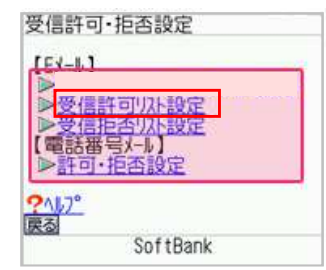 受信許可・拒否設定
【Eメール】
▶
▶受信許可リスト設定
▶受信拒否リスト設定
【電話番号メール】
▶許可・拒否設定
?ヘルプ
戻る
SoftBank